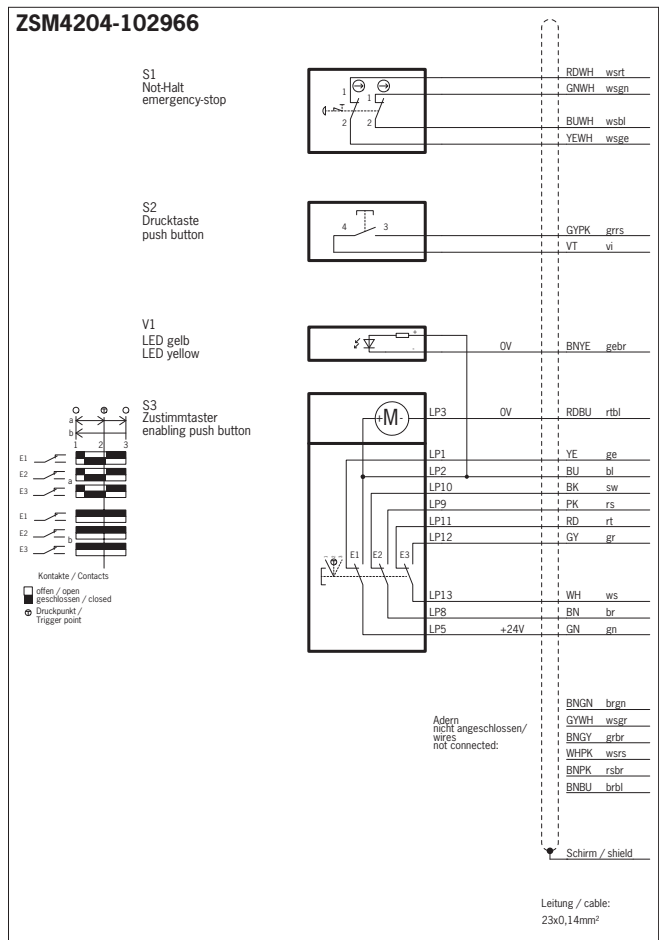 ZSM4204-102966
S1
Not-Halt
emergency-stop
1
1
2
2
RDWH wsrt
GNWH wsgn
BUWH wsbl
YEWH wsge
S2
Drucktaste
push button
4 3
GYPK grrs
VT vi
V1
LED gelb
LED yellow
+
-
0V BNYE gebr
S3
Zustimmtaster
enabling push button
+M-
LP3 0V RDBU rtbl
LP1 YE ge
LP2 BU bl
LP10 BK sw
LP9 PK rs
LP11 RD rt
LP12 GY gr
E1 E2 E3
1 2 3
LP13 WH ws
LP8 BN br
LP5 +24V GN gn
a
b
1 2 3
E1
E2
a
E3
E1
E2
b
E3
Kontakte / Contacts
offen / open
geschlossen / closed
Druckpunkt /
Trigger point
Adern
nicht angeschlossen/
wires
not connected:
BNGN brgn
GYWH wsgr
BNGY grbr
WHPK wsrs
BNPK rsbr
BNBU brbl
Schirm / shield
Leitung / cable:
23x0,14mm²